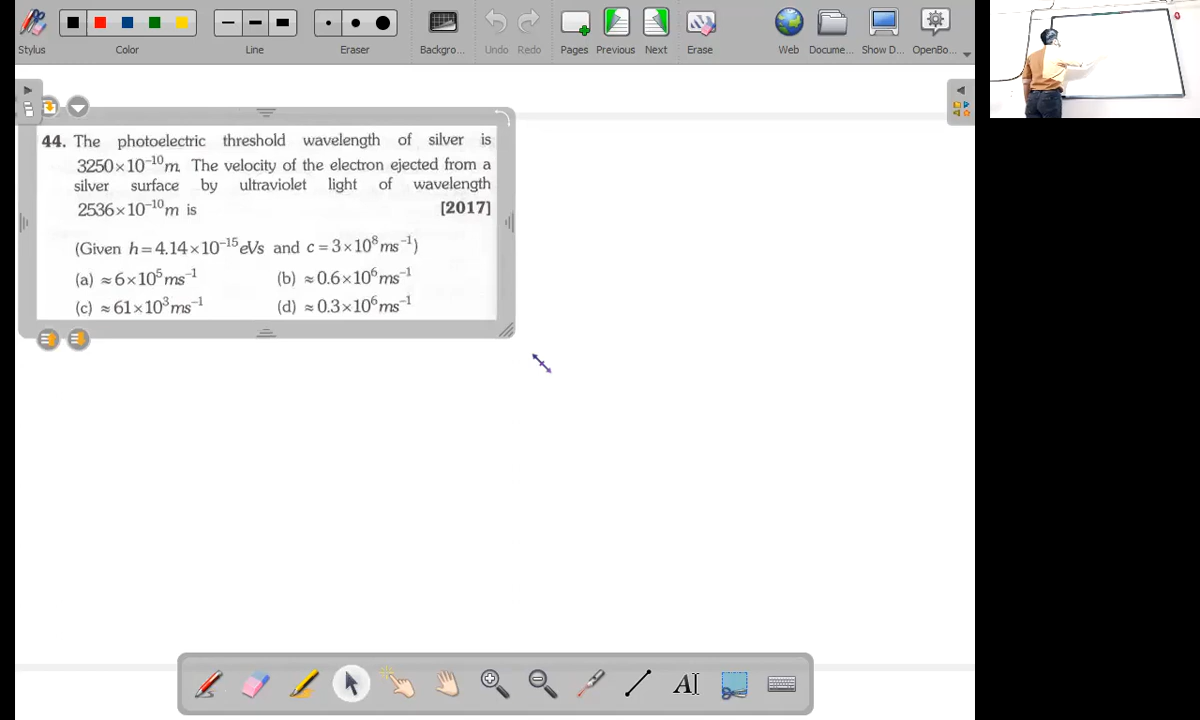 Stylus
Color
Line
Eraser
Backgro...
Undo
Redo
Pages
Previous
Next
Erase
Web
Docume...
Show D...
OpenBo...
44. The photoelectric threshold wavelength of silver is
3250×10⁻¹⁰m. The velocity of the electron ejected from a
silver surface by ultraviolet light of wavelength
2536×10⁻¹⁰m is [2017]
(Given h=4.14×10⁻¹⁵eVs and c=3×10⁸ms⁻¹)
(a) ≈6×10⁵ms⁻¹ (b) ≈0.6×10⁶ms⁻¹
(c) ≈61×10³ms⁻¹ (d) ≈0.3×10⁶ms⁻¹